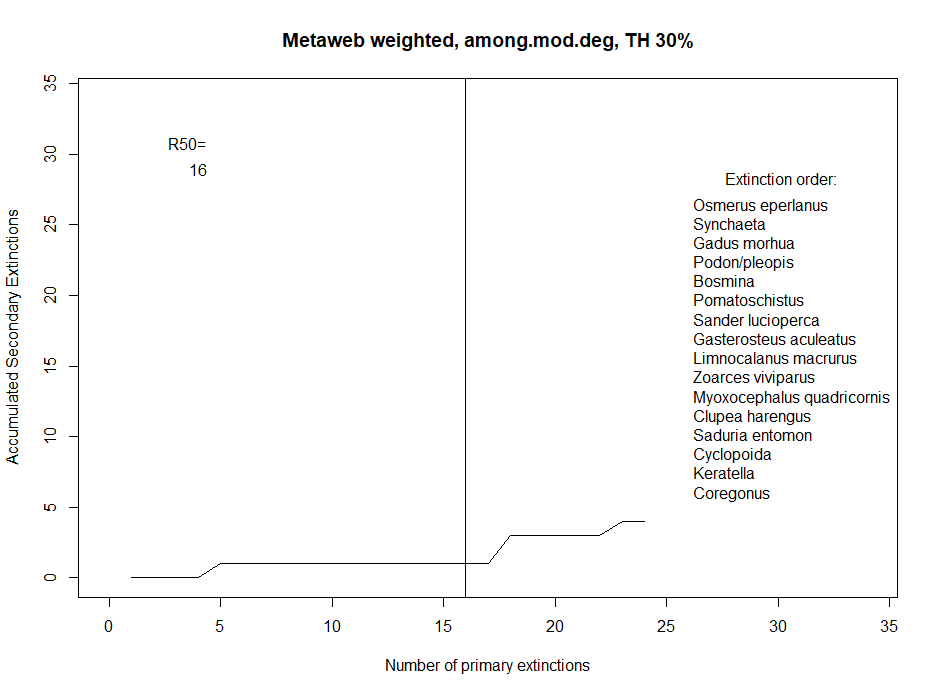 Metaweb weighted, among.mod.deg, TH 30%
R50=
16
Extinction order:
Osmerus eperlanus
Synchaeta
Gadus morhua
Podon/pleopis
Bosmina
Pomatoschistus
Sander lucioperca
Gasterosteus aculeatus
Limnocalanus macrurus
Zoarces viviparus
Myoxocephalus quadricornis
Clupea harengus
Saduria entomon
Cyclopoida
Keratella
Coregonus
Accumulated Secondary Extinctions
35
30
25
20
15
10
5
0
0 5 10 15 20 25 30 35
Number of primary extinctions